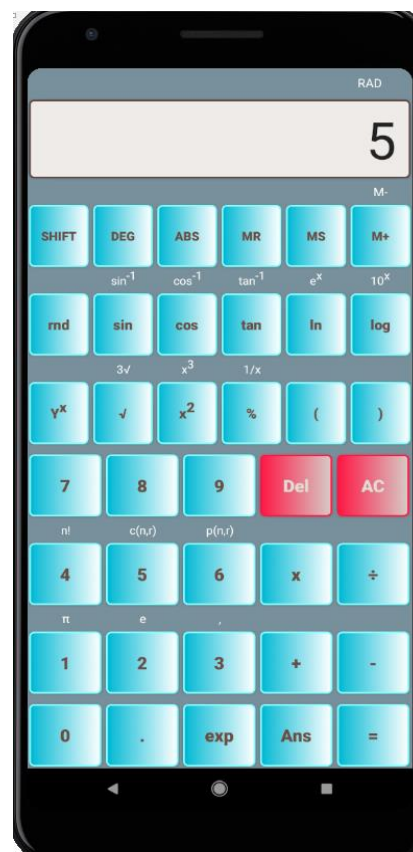 RAD
5
M-
SHIFT DEG ABS MR MS M+
sin-1 cos-1 tan-1 eX 10X
rnd sin cos tan ln log
3√ x3 1/x
YX √ x2 % ( )
7 8 9 Del AC
n! c(n,r) p(n,r)
4 5 6 x ÷
π e ,
1 2 3 + -
0 . exp Ans =